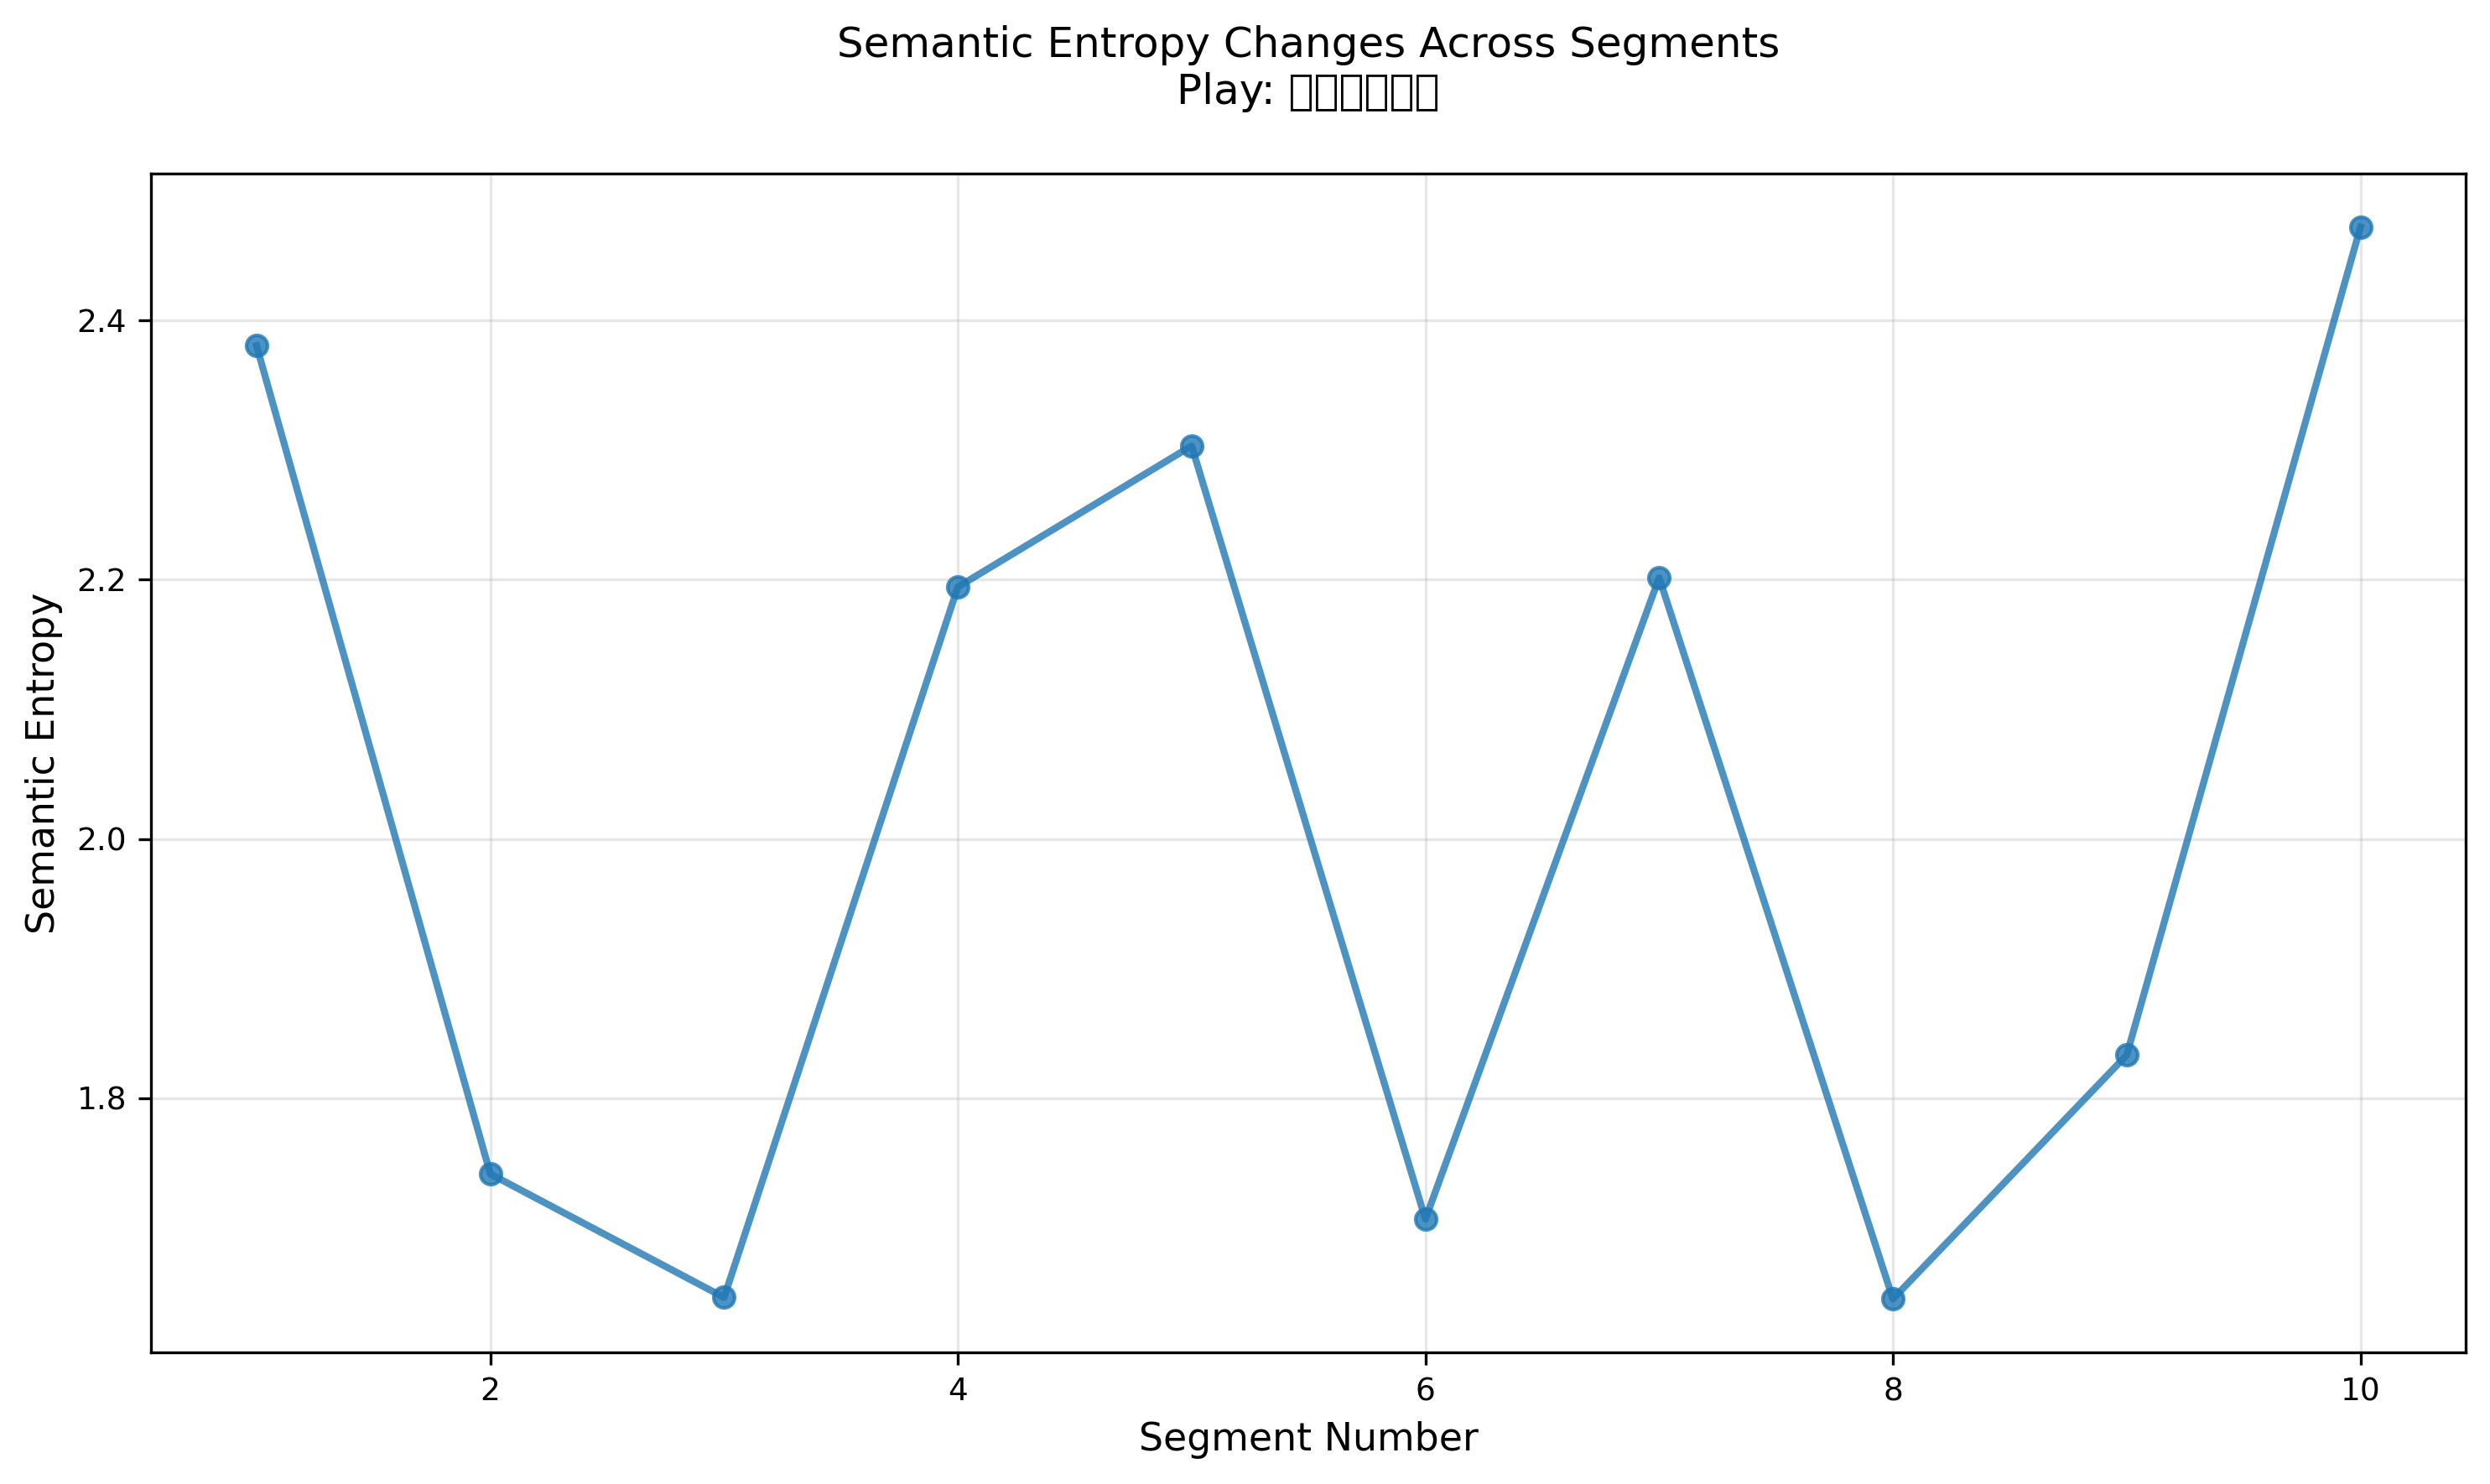 Semantic Entropy Changes Across Segments
Play: □□□□□□
Semantic Entropy
2.4
2.2
2.0
1.8
2 4 6 8 10
Segment Number